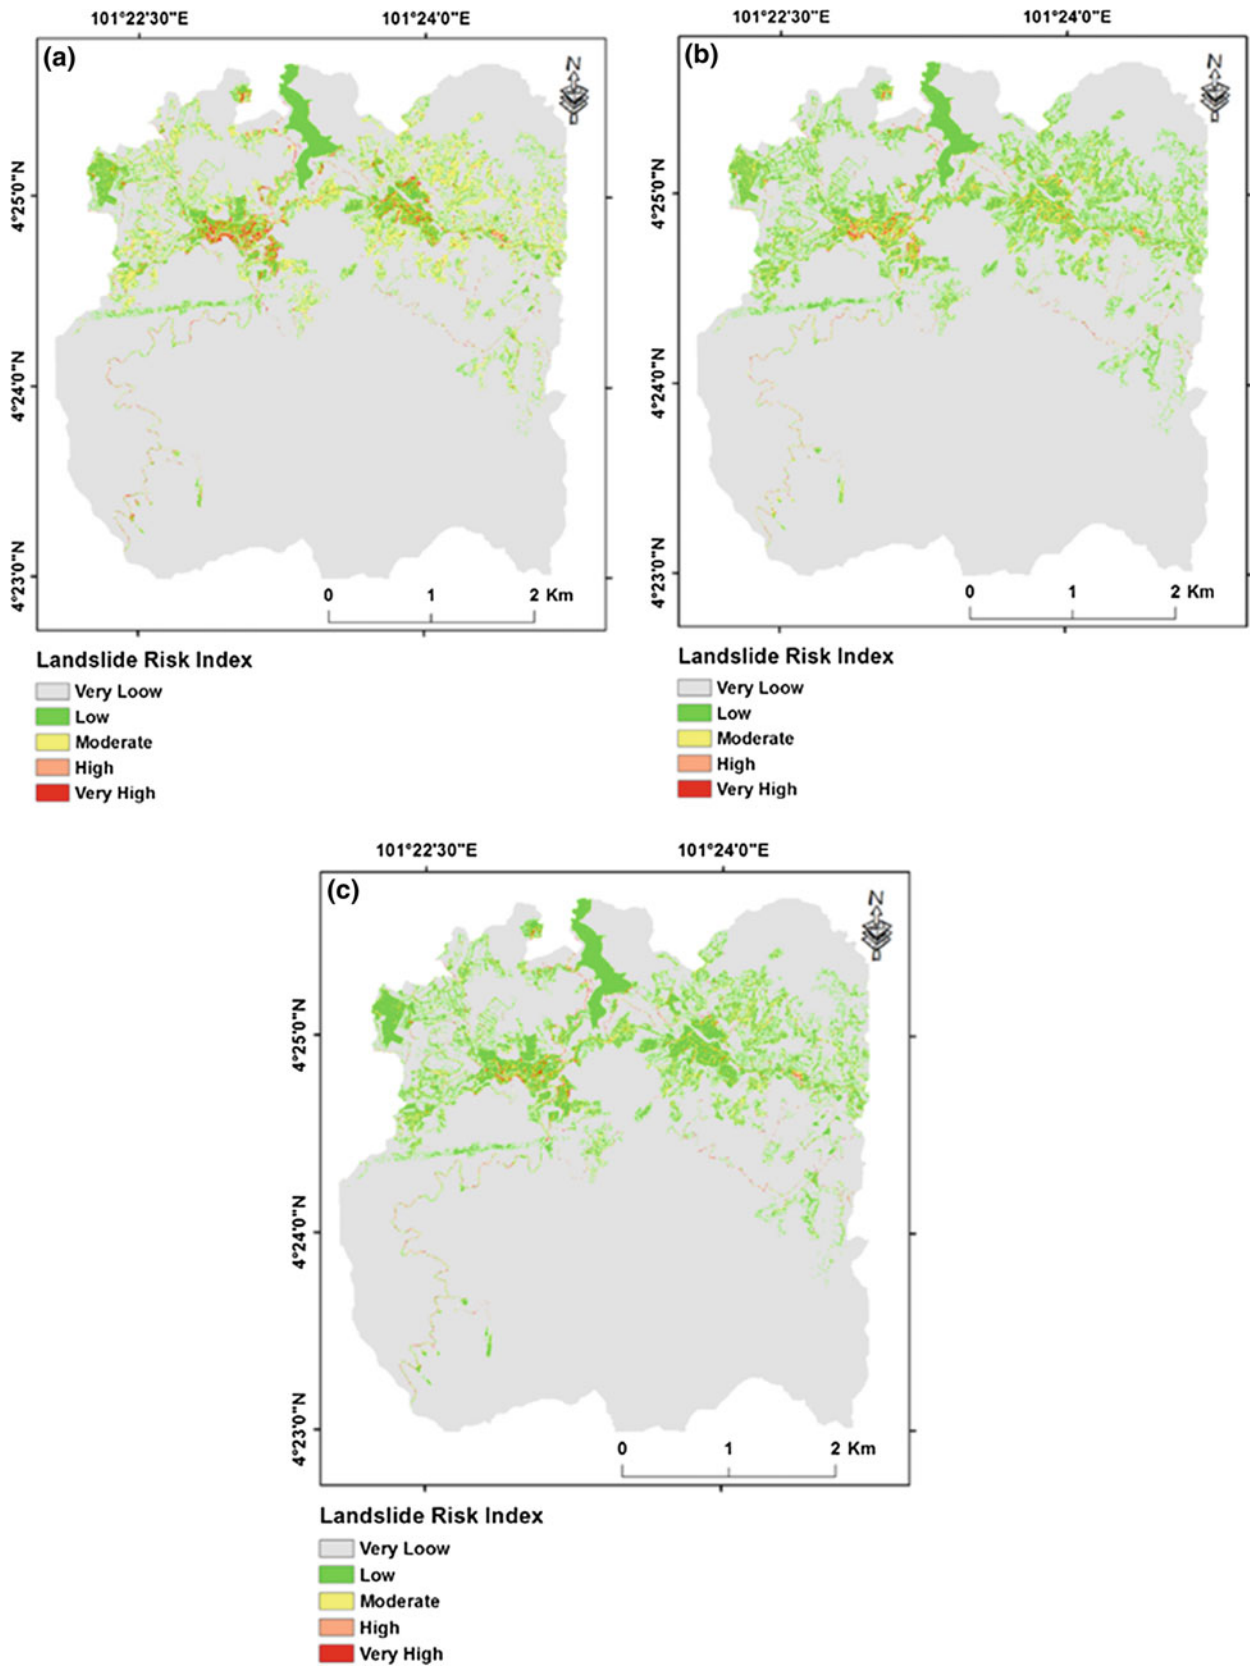 101°22'30"E 101°24'0"E
(a)
N
4°25'0"N
4°24'0"N
4°23'0"N
0 1 2 Km
Landslide Risk Index
Very Loow
Low
Moderate
High
Very High
101°22'30"E 101°24'0"E
(b)
N
4°25'0"N
4°24'0"N
4°23'0"N
0 1 2 Km
Landslide Risk Index
Very Loow
Low
Moderate
High
Very High
101°22'30"E 101°24'0"E
(c)
N
4°25'0"N
4°24'0"N
4°23'0"N
0 1 2 Km
Landslide Risk Index
Very Loow
Low
Moderate
High
Very High